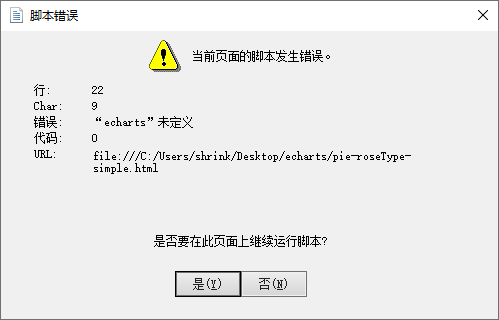 脚本错误
当前页面的脚本发生错误。
行: 22
Char: 9
错误: “echarts”未定义
代码: 0
URL: file:///C:/Users/shrink/Desktop/echarts/pie-roseType-
simple.html
是否要在此页面上继续运行脚本?
是(Y) 否(N)